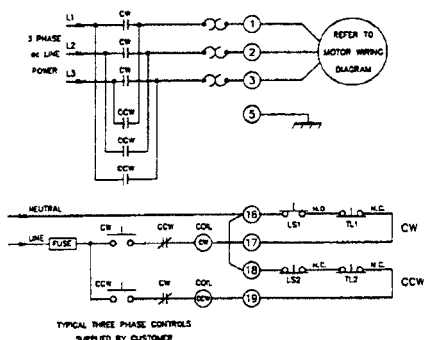 L1
CW
1
3 PHASE
ac LINE
POWER
L2
CW
2
REFER TO
MOTOR WIRING
DIAGRAM
L3
CW
3
CCW
5
CCW
CCW
NEUTRAL
16
LS1
N.O
TL1
N.C.
CW
LINE
FUSE
CW
CCW
COIL
CW
17
18
LS2
N.C.
TL2
N.C.
CCW
CCW
CW
COIL
CCW
19
TYPICAL THREE PHASE CONTROLS
SUPPLIED BY CUSTOMER